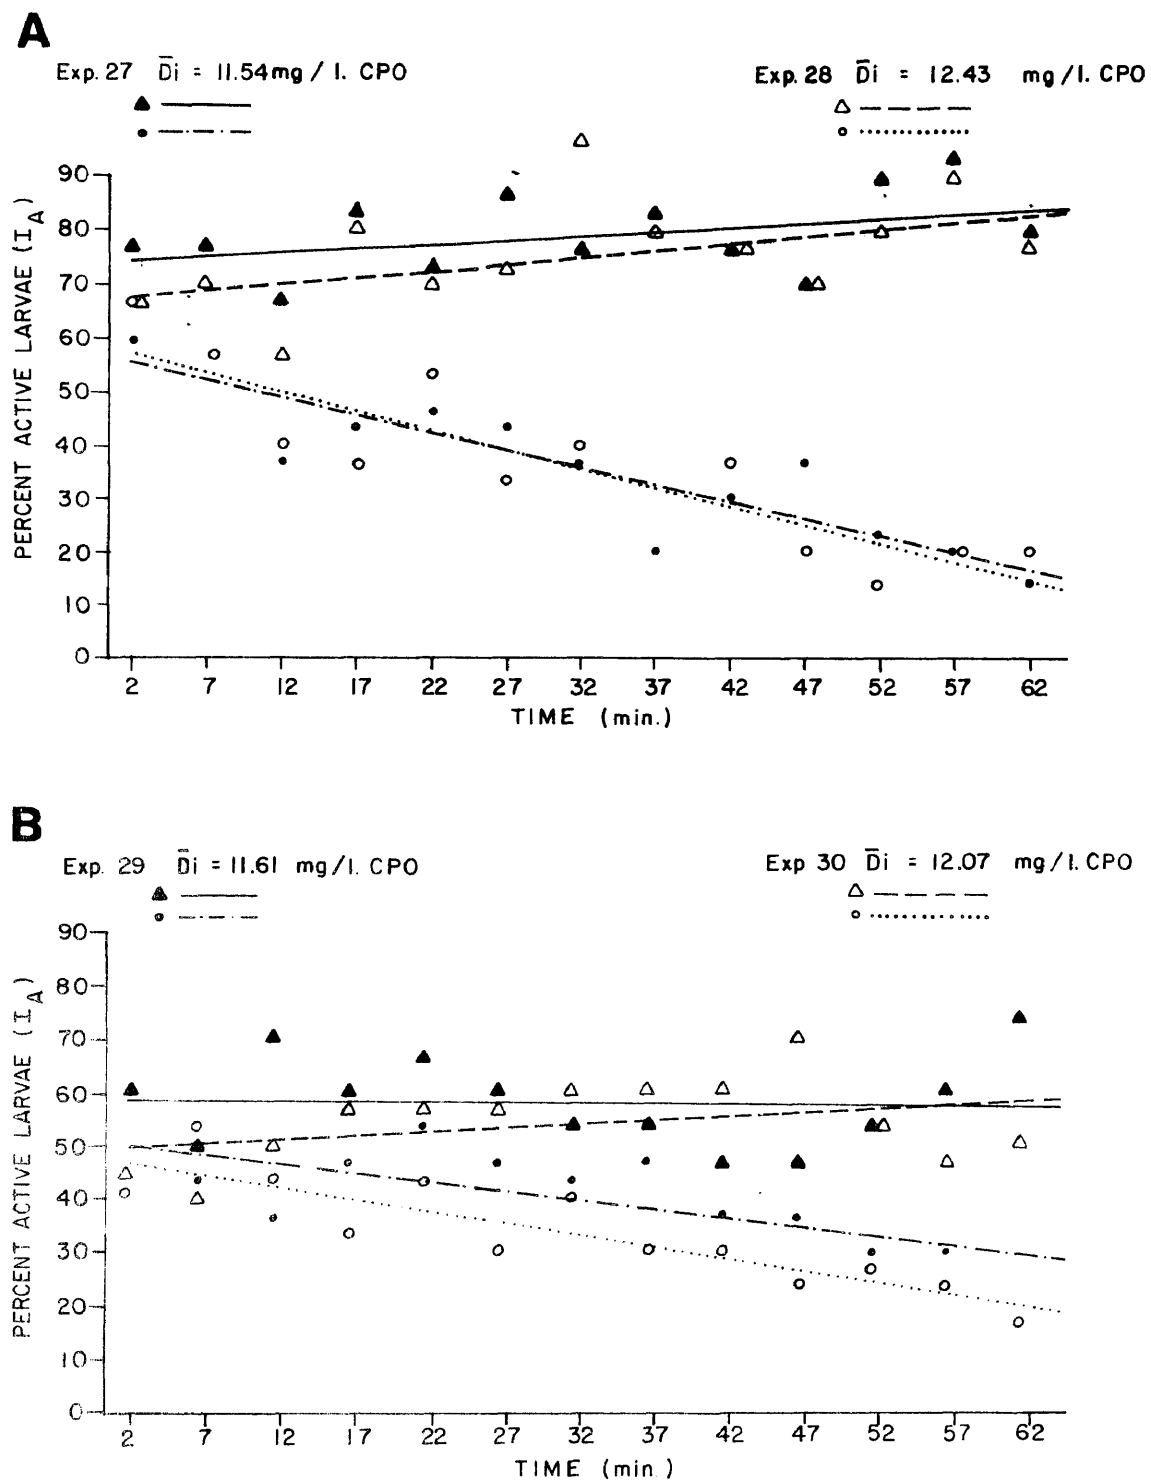 A
Exp. 27 D̄i = 11.54mg / l. CPO
Exp. 28 D̄i = 12.43 mg/l. CPO
PERCENT ACTIVE LARVAE (I_A)
90
80
70
60
50
40
30
20
10
0
2 7 12 17 22 27 32 37 42 47 52 57 62
TIME (min.)
B
Exp. 29 D̄i = 11.61 mg/l. CPO
Exp 30 D̄i = 12.07 mg/l. CPO
PERCENT ACTIVE LARVAE (I_A)
90
80
70
60
50
40
30
20
10
0
2 7 12 17 22 27 32 37 42 47 52 57 62
TIME (min.)